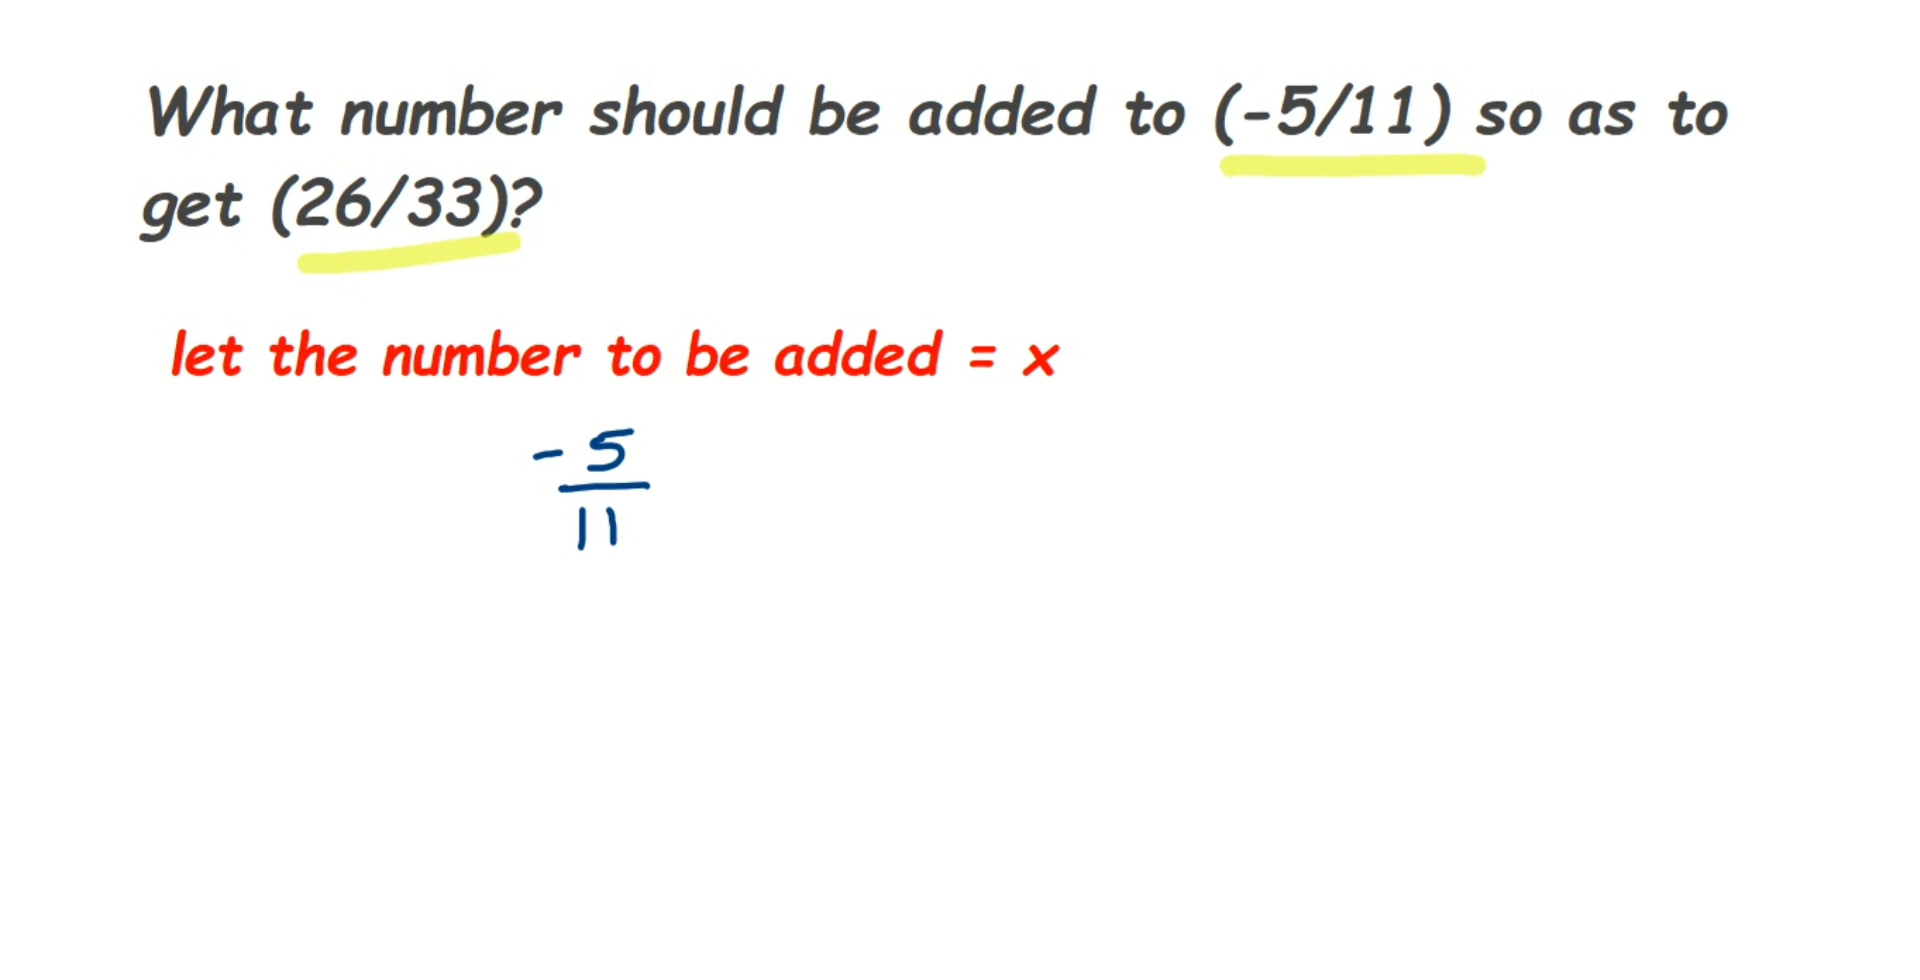 What number should be added to (-5/11) so as to
get (26/33)?
let the number to be added = x
- 5
11